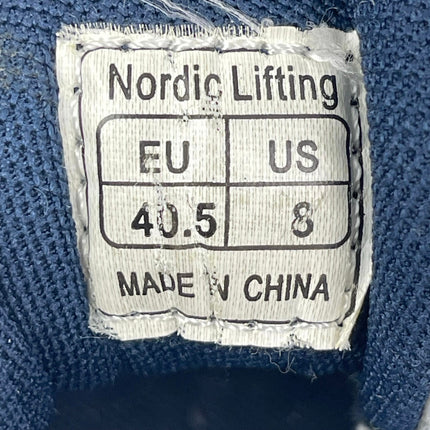 Nordic Lifting
EU US
40.5 8
MADE IN CHINA